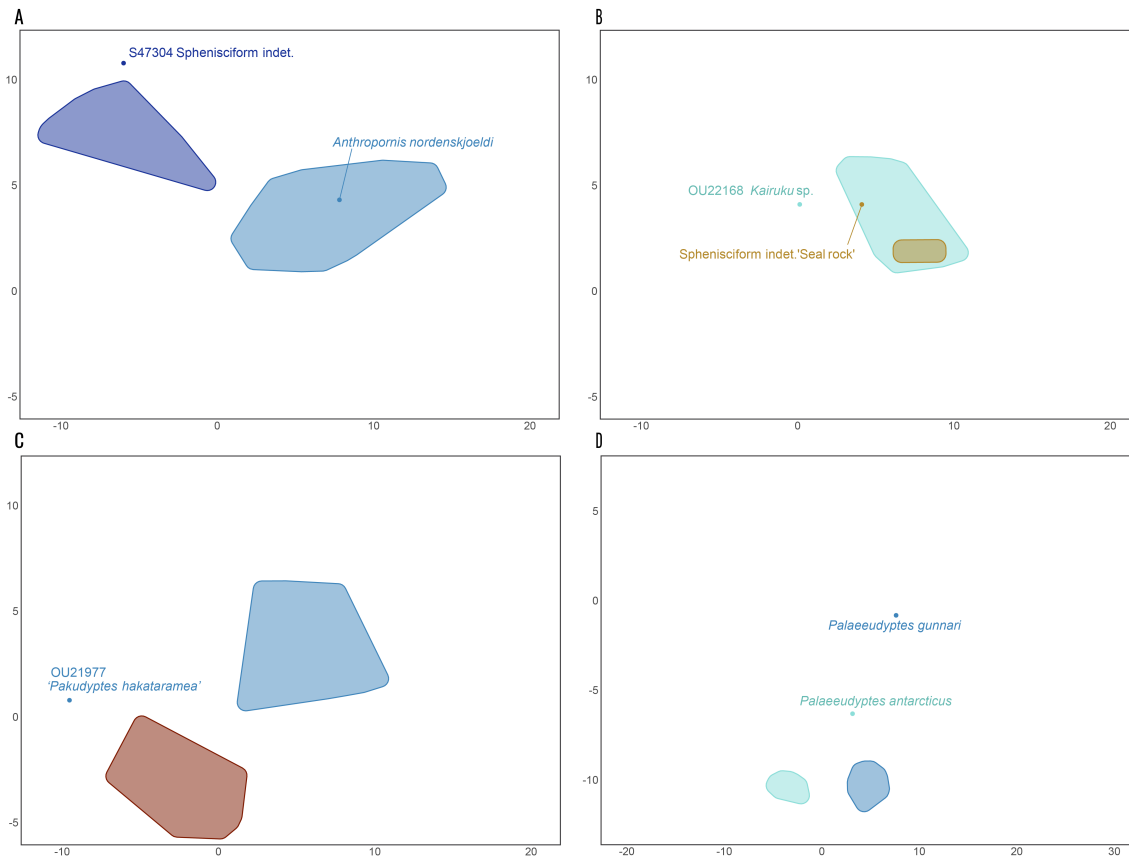 A
S47304 Sphenisciform indet.
Anthropornis nordenskjoeldi
10
5
0
-5
-10
0
10
20
B
OU22168 Kairuku sp.
Sphenisciform indet.'Seal rock'
10
5
0
-5
-10
0
10
20
C
OU21977
‘Pakudyptes hakataramea’
10
5
0
-5
-10
0
10
20
D
Palaeeudyptes gunnari
Palaeeudyptes antarcticus
5
0
-5
-10
-20
-10
0
10
20
30